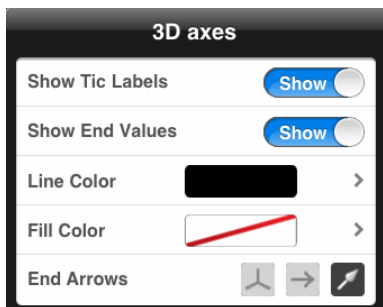 3D axes
Show Tic Labels Show
Show End Values Show
Line Color
Fill Color
End Arrows